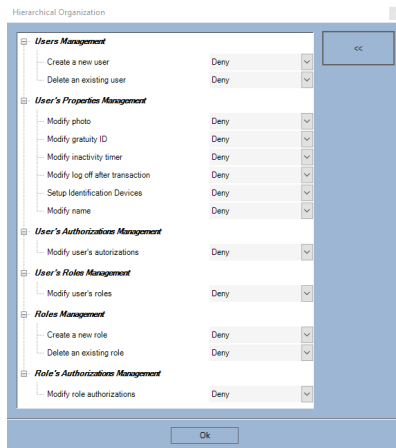 Hierarchical Organization
Users Management
<<
Create a new user Deny
Delete an existing user Deny
User's Properties Management
Modify photo Deny
Modify gratuity ID Deny
Modify inactivity timer Deny
Modify log off after transaction Deny
Setup Identification Devices Deny
Modify name Deny
User's Authorizations Management
Modify user's autorizations Deny
User's Roles Management
Modify user's roles Deny
Roles Management
Create a new role Deny
Delete an existing role Deny
Role's Authorizations Management
Modify role authorizations Deny
Ok